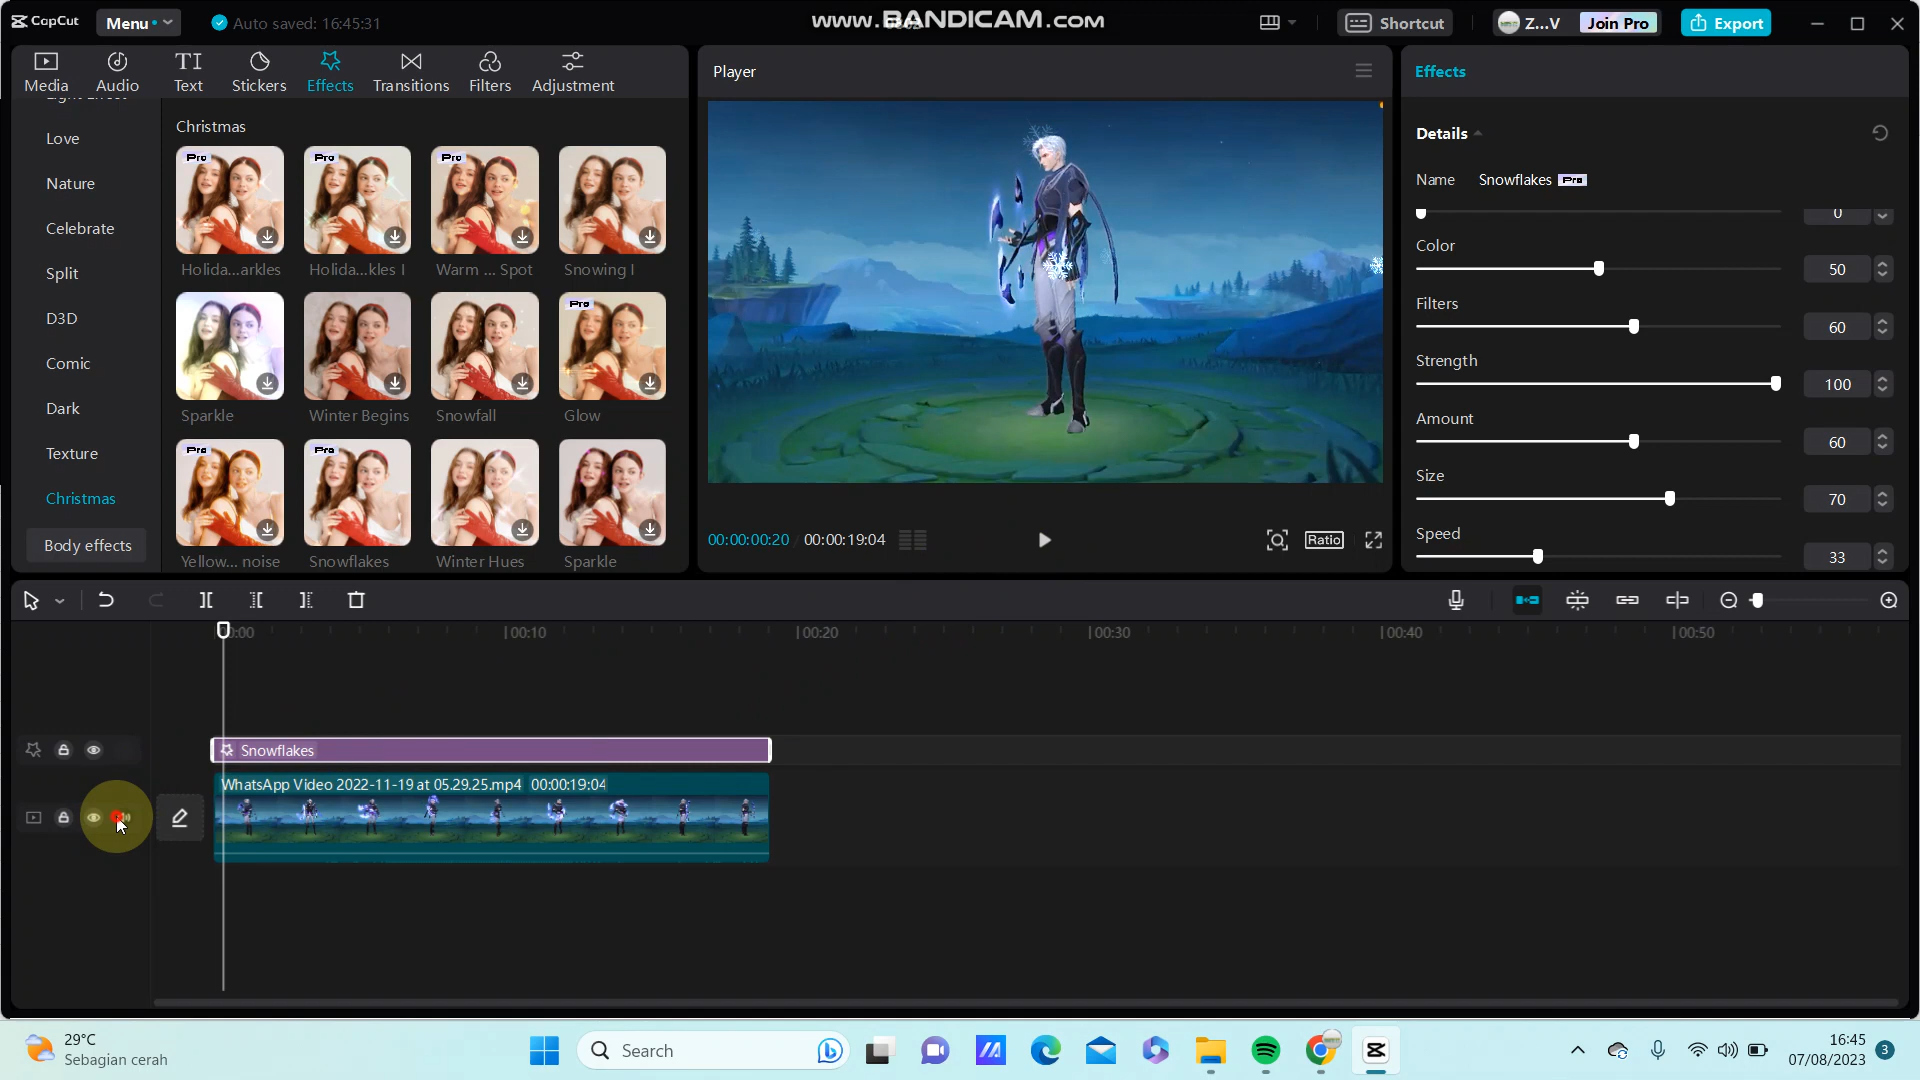 CapCut
Menu
Auto saved: 16:45:31
www.BANDICAM.com
Shortcut
Z...V
Join Pro
Export
Media
Audio
Text
Stickers
Effects
Transitions
Filters
Adjustment
Love
Nature
Celebrate
Split
D3D
Comic
Dark
Texture
Christmas
Body effects
Christmas
Pro
Pro
Pro
Holida...arkles
Holida...kles I
Warm ... Spot
Snowing I
Pro
Sparkle
Winter Begins
Snowfall
Glow
Pro
Pro
Yellow... noise
Snowflakes
Winter Hues
Sparkle
Player
00:00:00:20
00:00:19:04
Ratio
Effects
Details
Name
Snowflakes
Pro
0
Color
50
Filters
60
Strength
100
Amount
60
Size
70
Speed
33
00:10
00:20
00:30
00:40
00:50
Snowflakes
WhatsApp Video 2022-11-19 at 05.29.25.mp4 00:00:19:04
29°C
Sebagian cerah
Search
16:45
07/08/2023
3